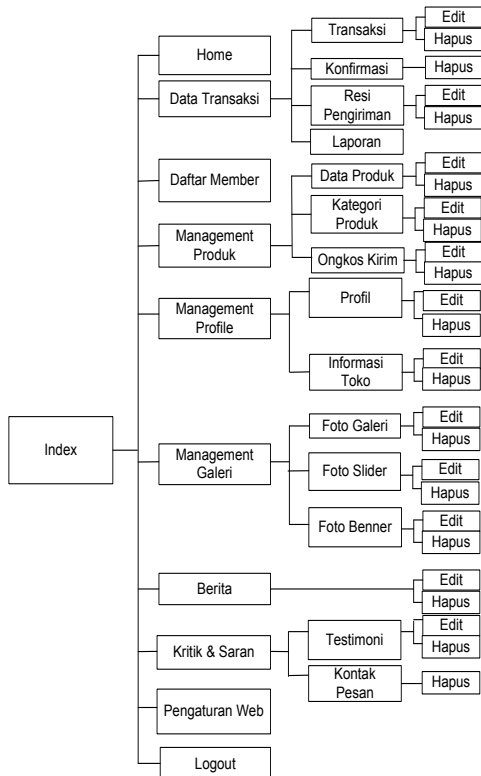 Index
Home
Data Transaksi
Transaksi
Edit
Hapus
Konfirmasi
Hapus
Resi
Pengiriman
Edit
Hapus
Laporan
Daftar Member
Management
Produk
Data Produk
Edit
Hapus
Kategori
Produk
Edit
Hapus
Ongkos Kirim
Edit
Hapus
Management
Profile
Profil
Edit
Hapus
Informasi
Toko
Edit
Hapus
Management
Galeri
Foto Galeri
Edit
Hapus
Foto Slider
Edit
Hapus
Foto Benner
Edit
Hapus
Berita
Edit
Hapus
Kritik & Saran
Testimoni
Edit
Hapus
Kontak
Pesan
Hapus
Pengaturan Web
Logout